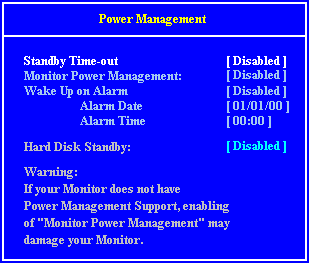 Power Management
Standby Time-out [ Disabled ]
Monitor Power Management: [ Disabled ]
Wake Up on Alarm [ Disabled ]
Alarm Date [ 01/01/00 ]
Alarm Time [ 00:00 ]
Hard Disk Standby: [ Disabled ]
Warning:
If your Monitor does not have
Power Management Support, enabling
of "Monitor Power Management" may
damage your Monitor.